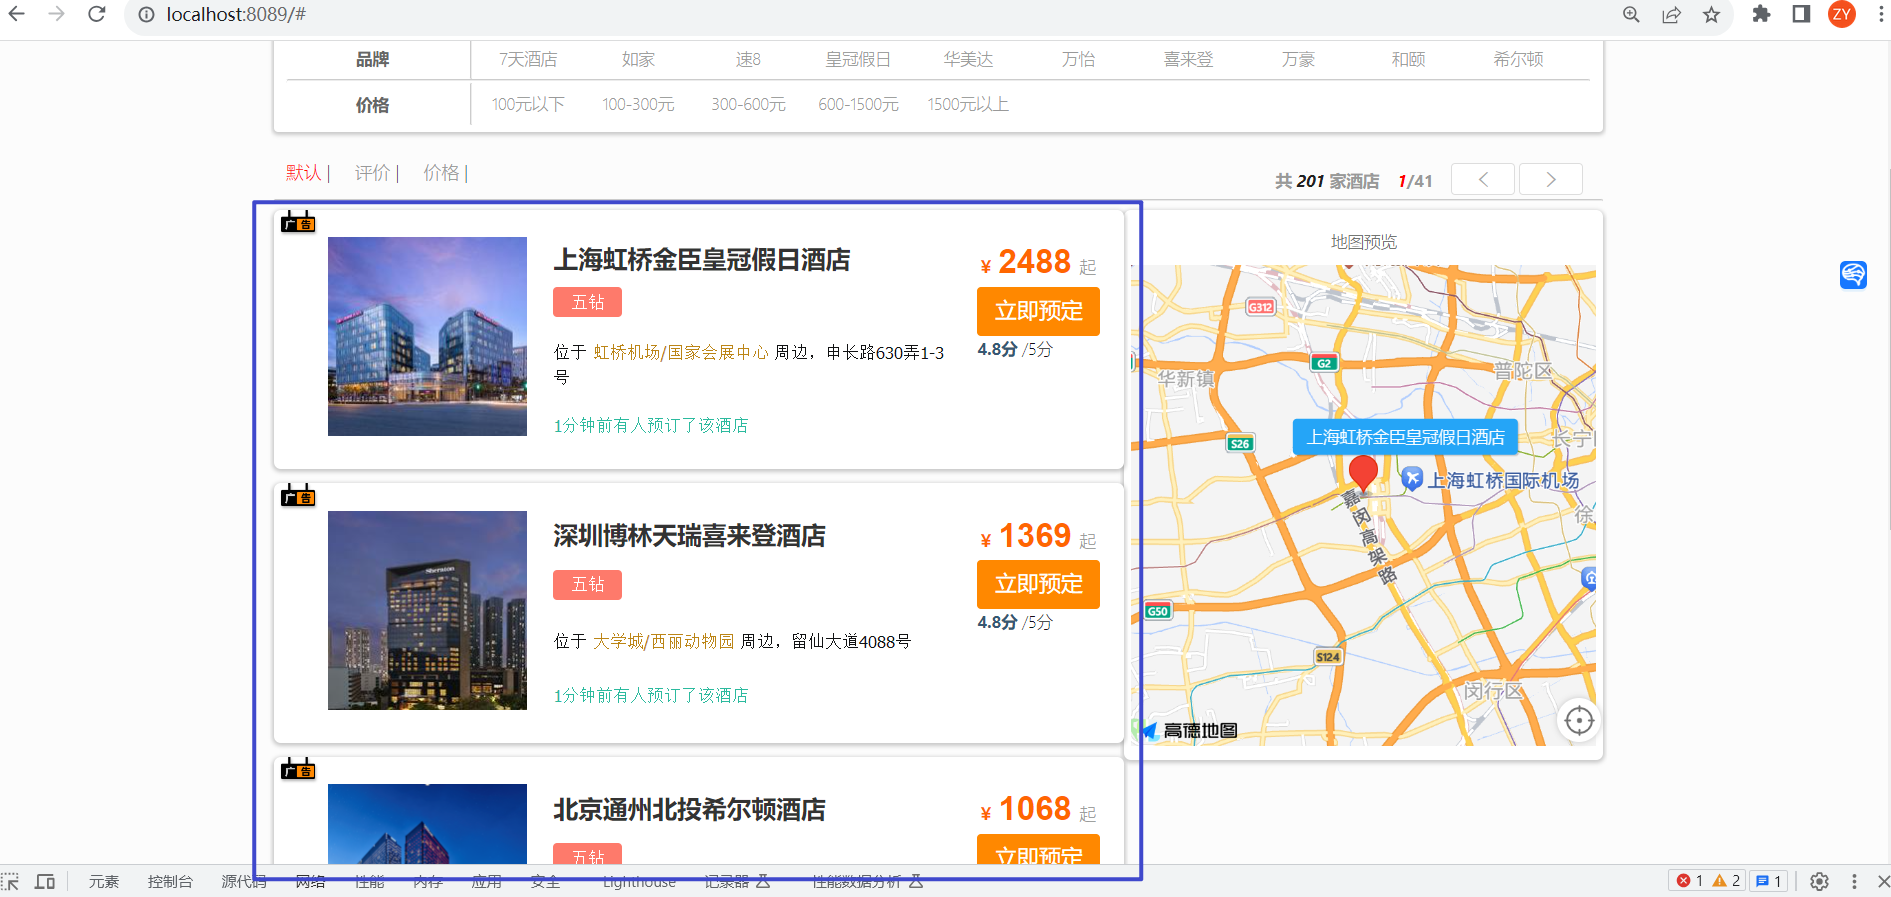 localhost:8089/#
ZY
品牌 7天酒店 如家 速8 皇冠假日 华美达 万怡 喜来登 万豪 和颐 希尔顿
价格 100元以下 100-300元 300-600元 600-1500元 1500元以上
默认 | 评价 | 价格 |
共 201 家酒店 1/41
广告
上海虹桥金臣皇冠假日酒店
¥ 2488 起
五钻
立即预定
位于 虹桥机场/国家会展中心 周边，申长路630弄1-3
号
4.8分 /5分
1分钟前有人预订了该酒店
广告
深圳博林天瑞喜来登酒店
¥ 1369 起
五钻
立即预定
4.8分 /5分
位于 大学城/西丽动物园 周边，留仙大道4088号
1分钟前有人预订了该酒店
Sheraton
广告
北京通州北投希尔顿酒店
¥ 1068 起
五钻
立即预定
地图预览
G312
G2
华新镇
普陀区
上海虹桥金臣皇冠假日酒店
S26
长宁
上海虹桥国际机场
嘉闵高架路
徐
G50
S124
闵行区
高德地图
元素 控制台 源代码 网络 性能 内存 应用 安全 Lighthouse 记录器 性能数据分析
1 2 1